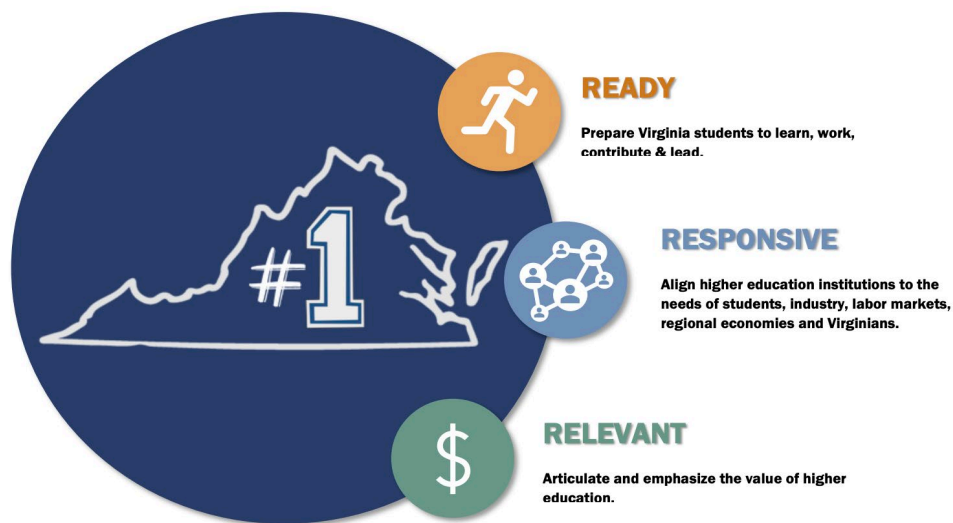 READY
Prepare Virginia students to learn, work,
contribute & lead.
#1
RESPONSIVE
Align higher education institutions to the
needs of students, industry, labor markets,
regional economies and Virginians.
$
RELEVANT
Articulate and emphasize the value of higher
education.